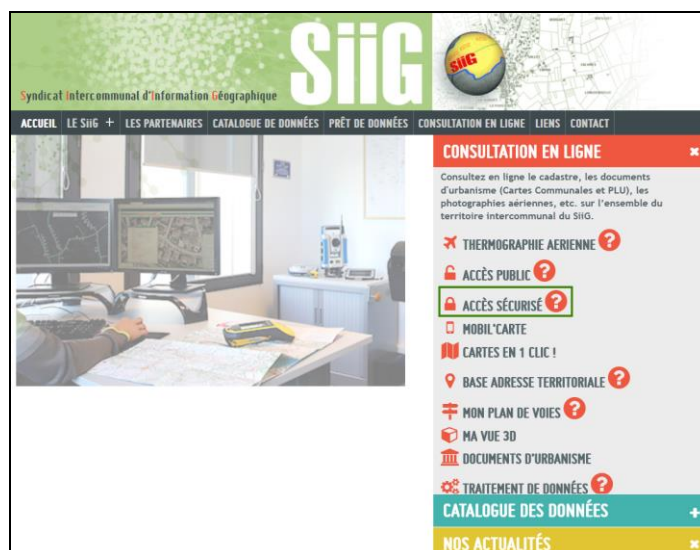 SiiG
SIIG
Syndicat Intercommunal d'Information Géographique
ACCUEIL LE SiiG + LES PARTENAIRES CATALOGUE DE DONNÉES PRÊT DE DONNÉES CONSULTATION EN LIGNE LIENS CONTACT
CONSULTATION EN LIGNE ×
Consultez en ligne le cadastre, les documents
d'urbanisme (Cartes Communales et PLU), les
photographies aériennes, etc. sur l'ensemble du
territoire intercommunal du SiiG.
THERMOGRAPHIE AERIENNE ?
ACCÈS PUBLIC ?
ACCÈS SÉCURISÉ ?
MOBIL'CARTE
CARTES EN 1 CLIC !
BASE ADRESSE TERRITORIALE ?
MON PLAN DE VOIES ?
MA VUE 3D
DOCUMENTS D'URBANISME
TRAITEMENT DE DONNÉES ?
CATALOGUE DES DONNÉES +
NOS ACTUALITÉS ×